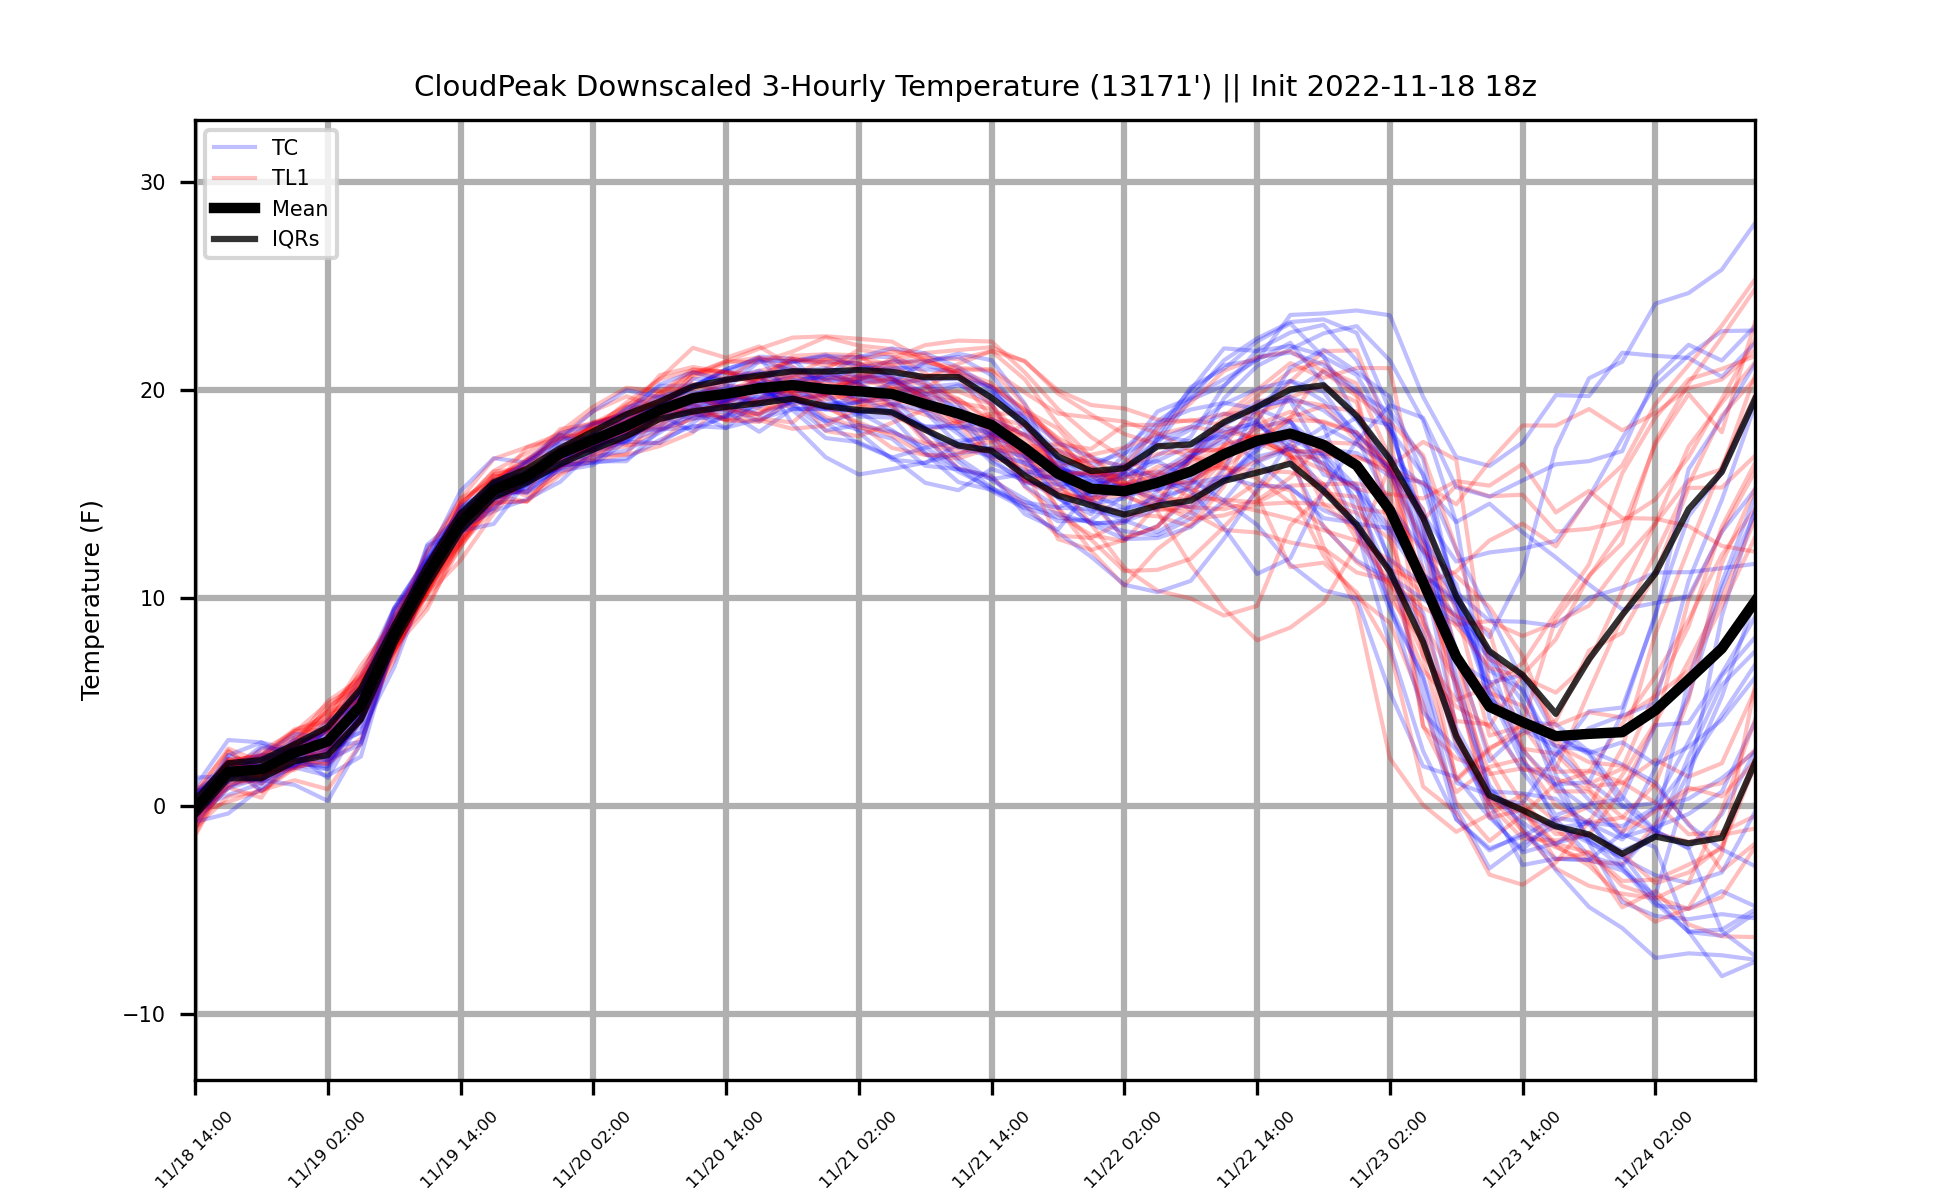 CloudPeak Downscaled 3-Hourly Temperature (13171') || Init 2022-11-18 18z
TC
TL1
Mean
IQRs
Temperature (F)
30
20
10
0
−10
11/18 14:00
11/19 02:00
11/19 14:00
11/20 02:00
11/20 14:00
11/21 02:00
11/21 14:00
11/22 02:00
11/22 14:00
11/23 02:00
11/23 14:00
11/24 02:00